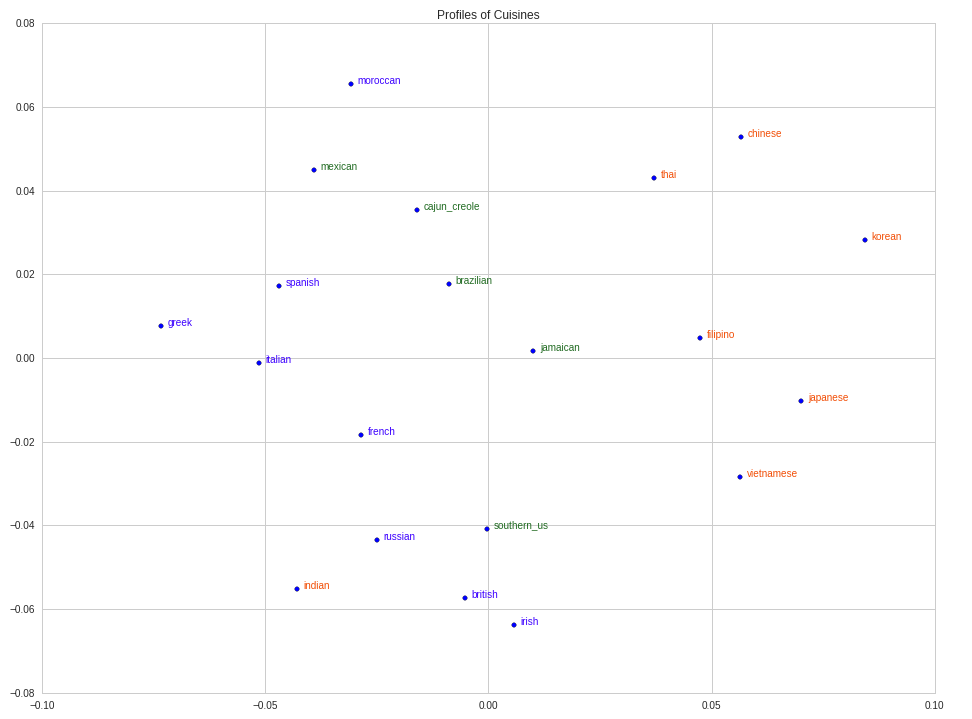 Profiles of Cuisines
0.08
moroccan
0.06
chinese
mexican
thai
0.04
cajun_creole
korean
0.02
spanish
brazilian
greek
filipino
jamaican
0.00
italian
japanese
french
−0.02
vietnamese
southern_us
−0.04
russian
indian
british
−0.06
irish
−0.08
−0.10
−0.05
0.00
0.05
0.10